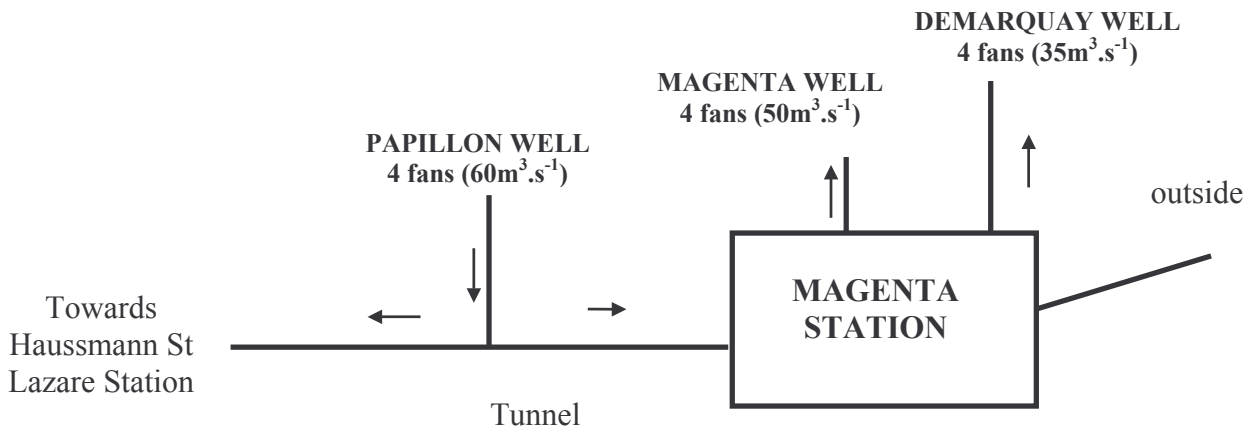 DEMARQUAY WELL
4 fans (35m³.s⁻¹)
MAGENTA WELL
4 fans (50m³.s⁻¹)
PAPILLON WELL
4 fans (60m³.s⁻¹)
outside
Towards
Haussmann St
Lazare Station
MAGENTA
STATION
Tunnel